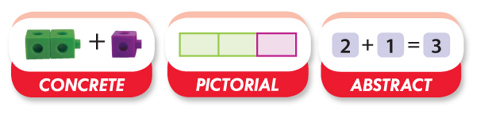 +
2 + 1 = 3
CONCRETE
PICTORIAL
ABSTRACT